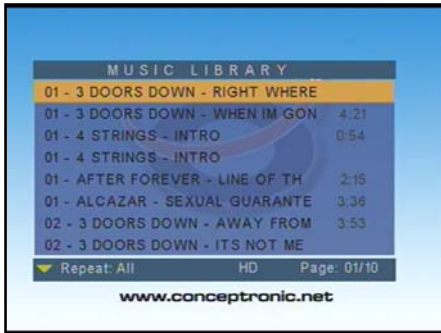 MUSIC LIBRARY
01 - 3 DOORS DOWN - RIGHT WHERE
01 - 3 DOORS DOWN - WHEN IM GON 4:21
01 - 4 STRINGS - INTRO 0:54
01 - 4 STRINGS - INTRO
01 - AFTER FOREVER - LINE OF TH 2:15
01 - ALCAZAR - SEXUAL GUARANTE 3:36
02 - 3 DOORS DOWN - AWAY FROM 3:53
02 - 3 DOORS DOWN - ITS NOT ME
Repeat: All HD Page: 01/10
www.conceptronic.net